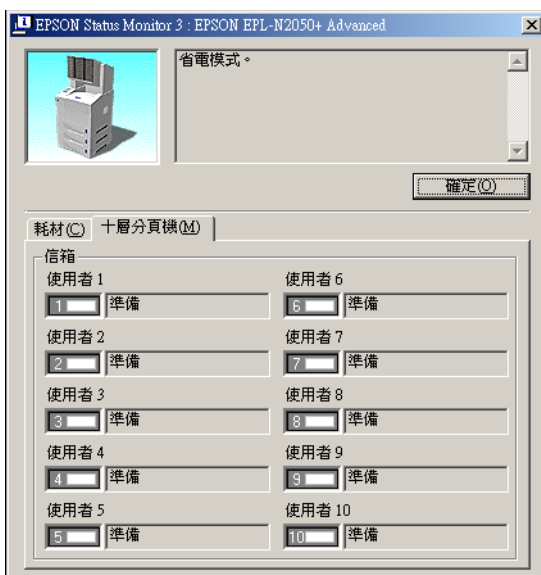 EPSON Status Monitor 3 : EPSON EPL-N2050+ Advanced
省電模式。
確定(O)
耗材(C)
十層分頁機(M)
信箱
使用者 1
1 準備
使用者 2
2 準備
使用者 3
3 準備
使用者 4
4 準備
使用者 5
5 準備
使用者 6
6 準備
使用者 7
7 準備
使用者 8
8 準備
使用者 9
9 準備
使用者 10
10 準備